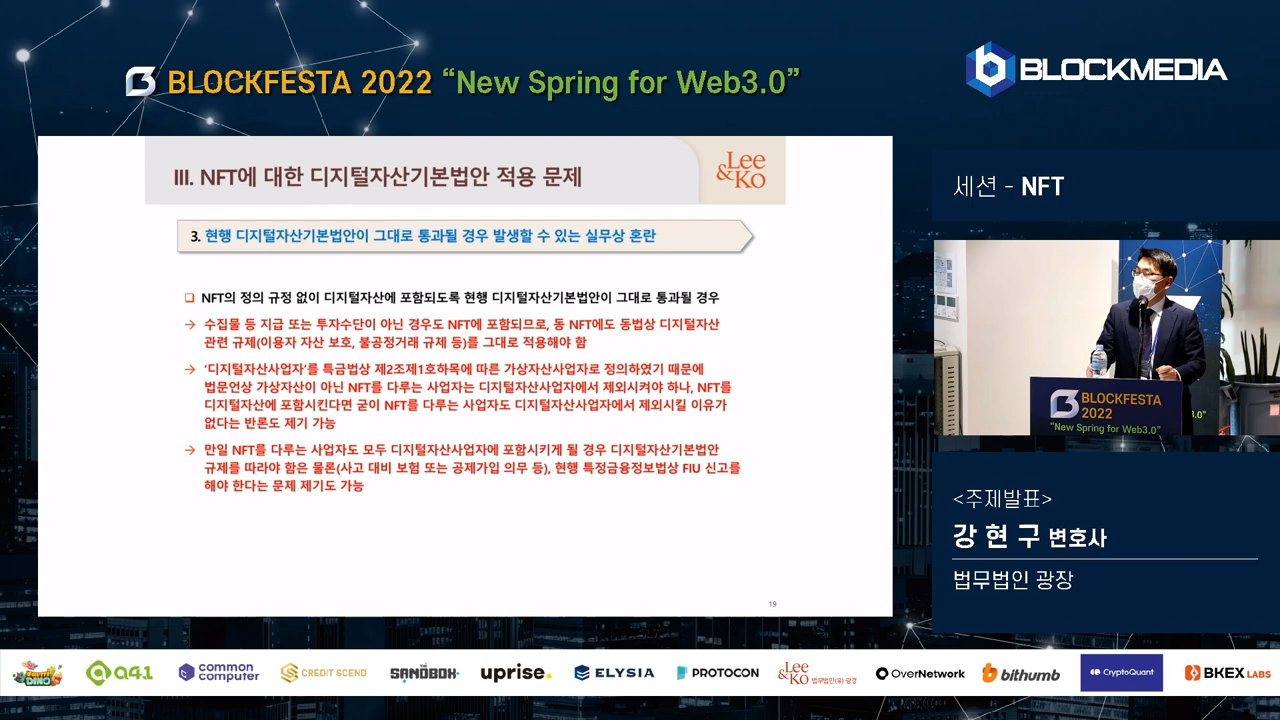 BLOCKFESTA 2022 “New Spring for Web3.0”
BLOCKMEDIA
III. NFT에 대한 디지털자산기본법안 적용 문제
Lee
&KO
3. 현행 디지털자산기본법안이 그대로 통과될 경우 발생할 수 있는 실무상 혼란
❑ NFT의 정의 규정 없이 디지털자산에 포함되도록 현행 디지털자산기본법안이 그대로 통과될 경우
→ 수집물 등 지급 또는 투자수단이 아닌 경우도 NFT에 포함되므로, 동 NFT에도 동법상 디지털자산
관련 규제(이용자 자산 보호, 불공정거래 규제 등)를 그대로 적용해야 함
→ ‘디지털자산사업자’를 특금법상 제2조제1호하목에 따른 가상자산사업자로 정의하였기 때문에
법문언상 가상자산이 아닌 NFT를 다루는 사업자는 디지털자산사업자에서 제외시켜야 하나, NFT를
디지털자산에 포함시킨다면 굳이 NFT를 다루는 사업자도 디지털자산사업자에서 제외시킬 이유가
없다는 반론도 제기 가능
→ 만일 NFT를 다루는 사업자도 모두 디지털자산사업자에 포함시키게 될 경우 디지털자산기본법안
규제를 따라야 함은 물론(사고 대비 보험 또는 공제가입 의무 등), 현행 특정금융정보법상 FIU 신고를
해야 한다는 문제 제기도 가능
19
세션 - NFT
BLOCKFESTA
2022
“New Spring for Web3.0”
3.0”
<주제발표>
강 현 구 변호사
법무법인 광장
DINO
a41
common
computer
CREDIT SCEND
THE
SANDBOX
uprise.
ELYSIA
PROTOCON
Lee
&KO 법무법인(유) 광장
OverNetwork
bithumb
CryptoQuant
BKEX LABS